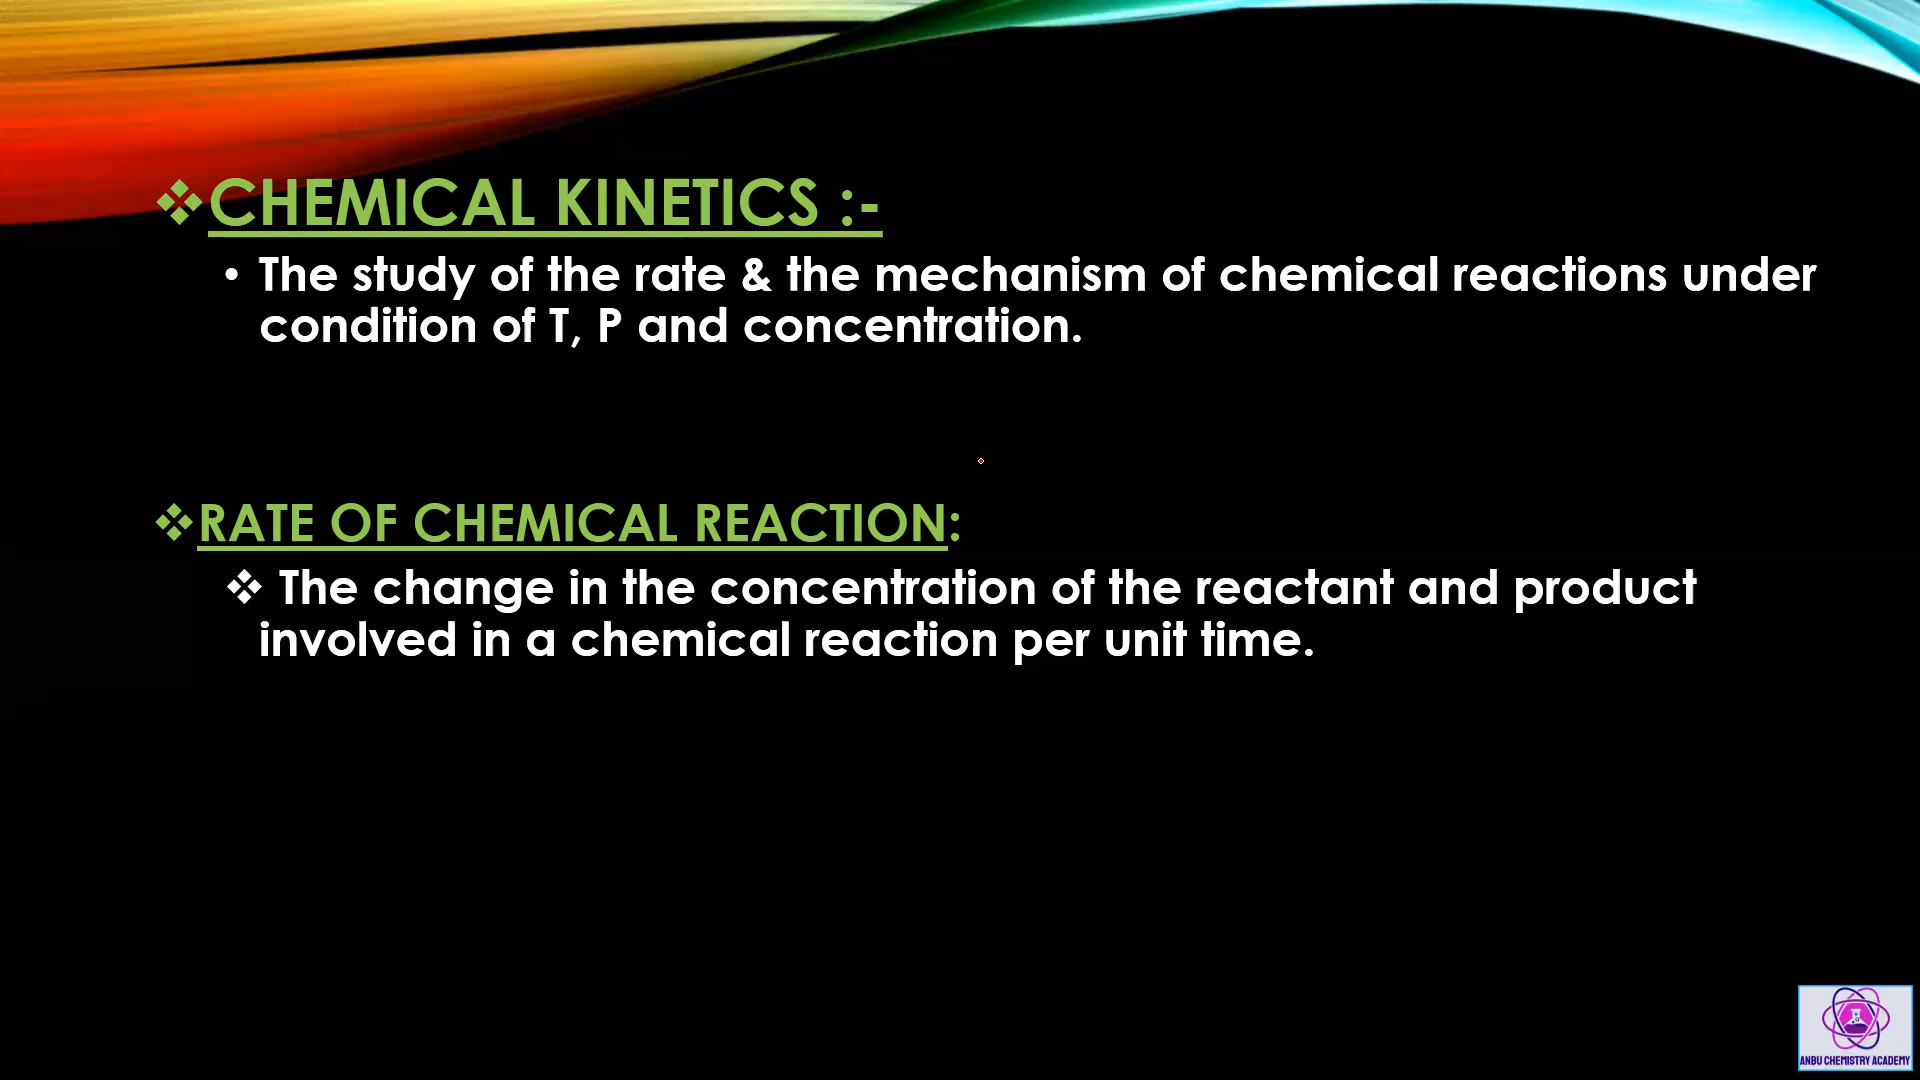 ❖CHEMICAL KINETICS :-
• The study of the rate & the mechanism of chemical reactions under
condition of T, P and concentration.
❖RATE OF CHEMICAL REACTION:
❖ The change in the concentration of the reactant and product
involved in a chemical reaction per unit time.
ANBU CHEMISTRY ACADEMY